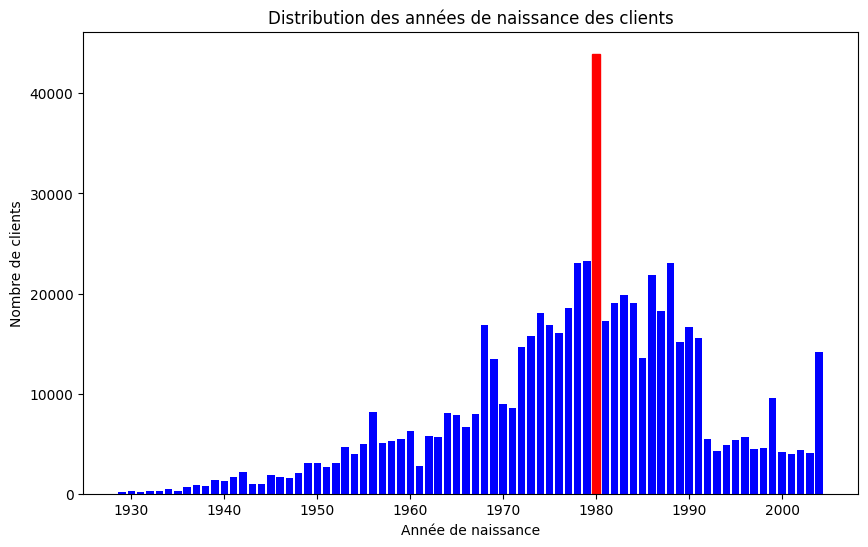 Distribution des années de naissance des clients
Nombre de clients
40000
30000
20000
10000
0
1930 1940 1950 1960 1970 1980 1990 2000
Année de naissance